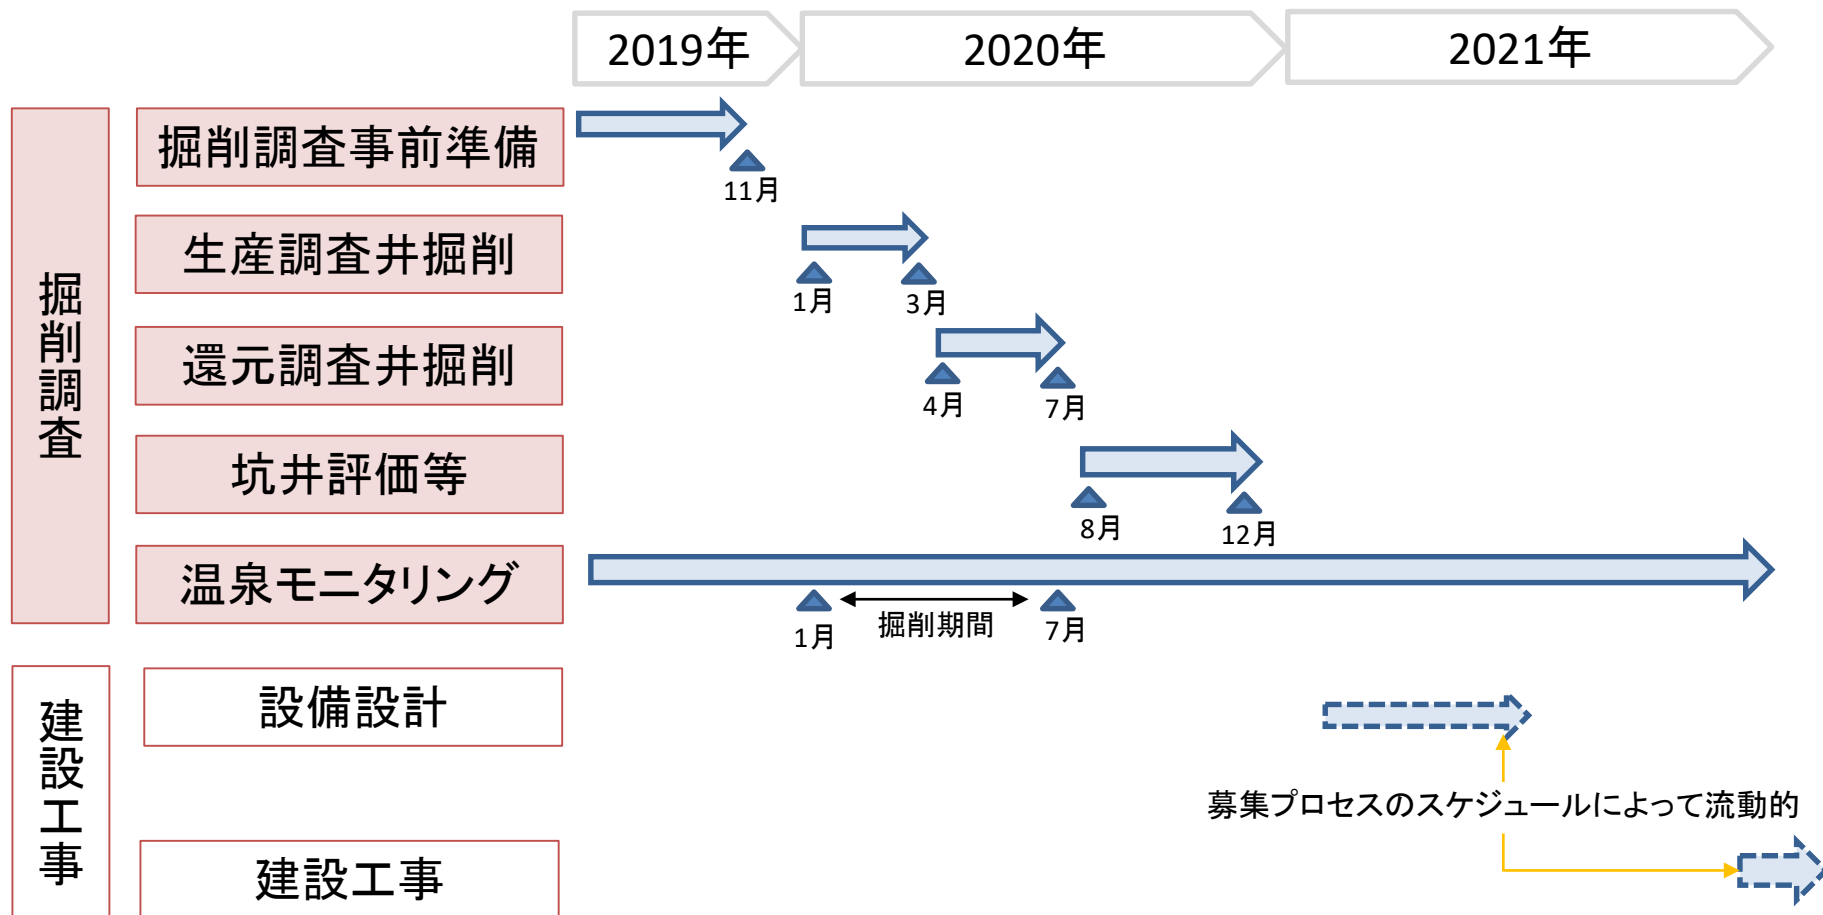 2019年
2020年
2021年
掘削調査
掘削調査事前準備
11月
生産調査井掘削
1月
3月
還元調査井掘削
4月
7月
坑井評価等
8月
12月
温泉モニタリング
1月
掘削期間
7月
建設工事
設備設計
募集プロセスのスケジュールによって流動的
建設工事